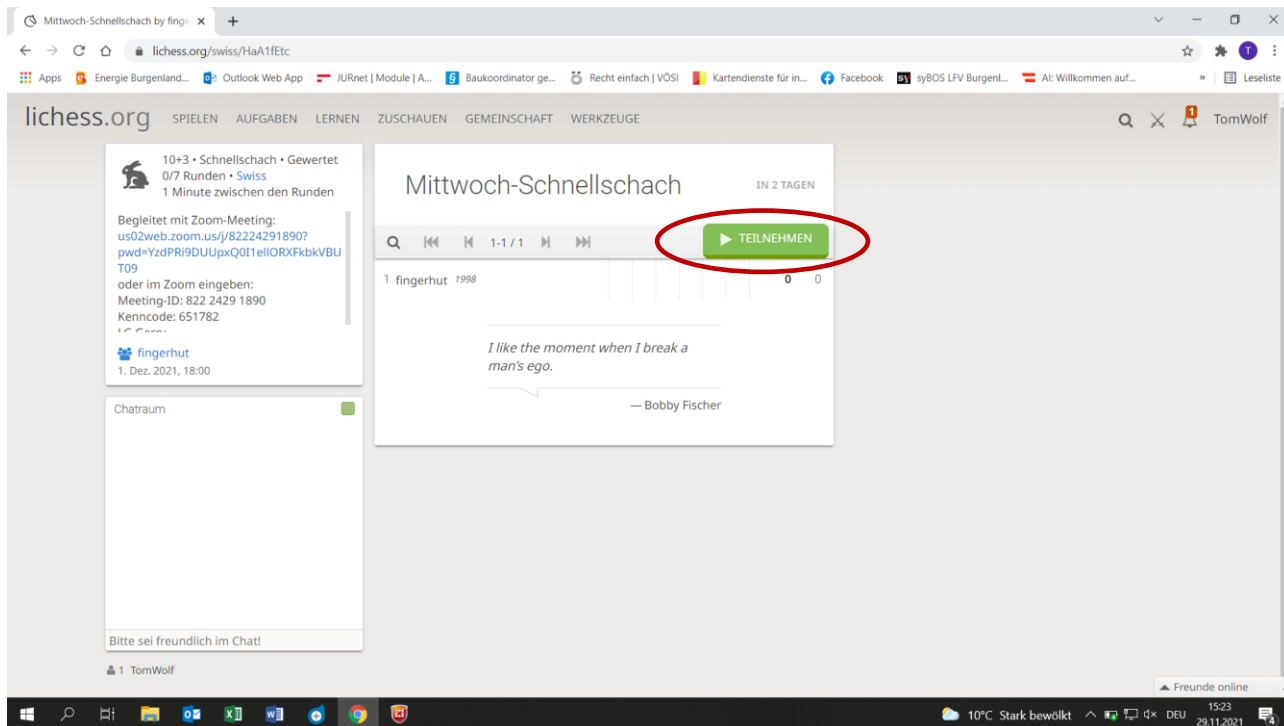 Mittwoch-Schnellschach by finge
lichess.org/swiss/HaA1fEtc
Apps Energie Burgenland... Outlook Web App JURnet | Module | A... Baukoordinator ge... Recht einfach | VÖSI Kartendienste für in... Facebook syBOS LFV Burgenl... AI: Willkommen auf... » Leseliste
lichess.org SPIELEN AUFGABEN LERNEN ZUSCHAUEN GEMEINSCHAFT WERKZEUGE 1 TomWolf
10+3 • Schnellschach • Gewertet
0/7 Runden • Swiss
1 Minute zwischen den Runden
Begleitet mit Zoom-Meeting:
us02web.zoom.us/j/82224291890?
pwd=YzdPRi9DUUpxQ0I1ellORXFkbkVBU
T09
oder im Zoom eingeben:
Meeting-ID: 822 2429 1890
Kenncode: 651782
LG Gerry
fingerhut
1. Dez. 2021, 18:00
Mittwoch-Schnellschach IN 2 TAGEN
1-1 / 1 TEILNEHMEN
1 fingerhut 1998 0 0
I like the moment when I break a
man's ego.
— Bobby Fischer
Chatraum
Bitte sei freundlich im Chat!
1 TomWolf
Freunde online
10°C Stark bewölkt DEU 15:23
29.11.2021